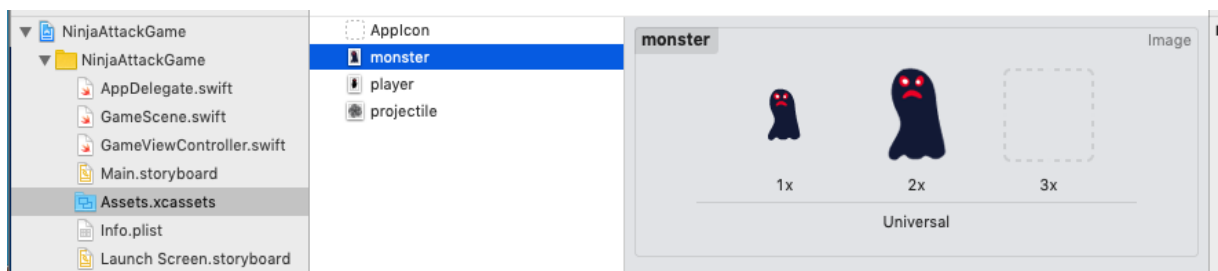 NinjaAttackGame
NinjaAttackGame
AppDelegate.swift
GameScene.swift
GameViewController.swift
Main.storyboard
Assets.xcassets
Info.plist
Launch Screen.storyboard
AppIcon
monster
player
projectile
monster
Image
1x
2x
3x
Universal